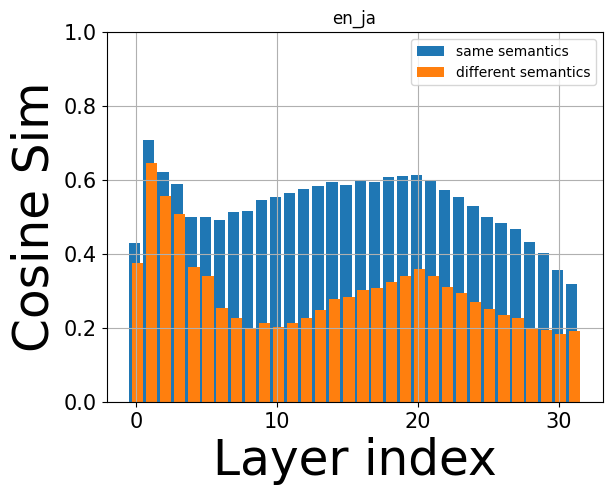 en_ja
same semantics
different semantics
Cosine Sim
1.0
0.8
0.6
0.4
0.2
0.0
0 10 20 30
Layer index